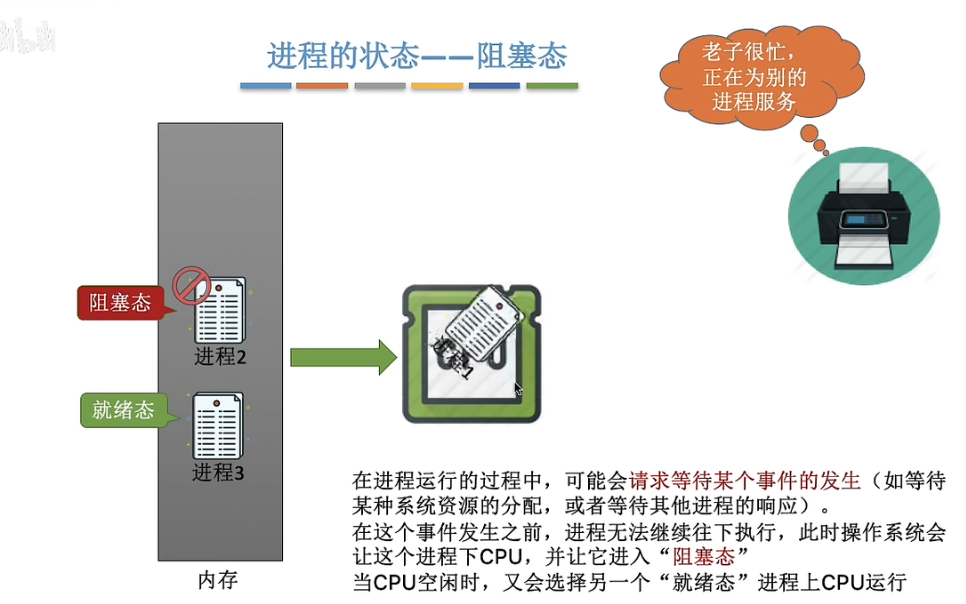 进程的状态——阻塞态
老子很忙，
正在为别的
进程服务
阻塞态
进程2
就绪态
进程3
内存
进程1
在进程运行的过程中，可能会请求等待某个事件的发生（如等待
某种系统资源的分配，或者等待其他进程的响应）。
在这个事件发生之前，进程无法继续往下执行，此时操作系统会
让这个进程下CPU，并让它进入“阻塞态”
当CPU空闲时，又会选择另一个“就绪态”进程上CPU运行